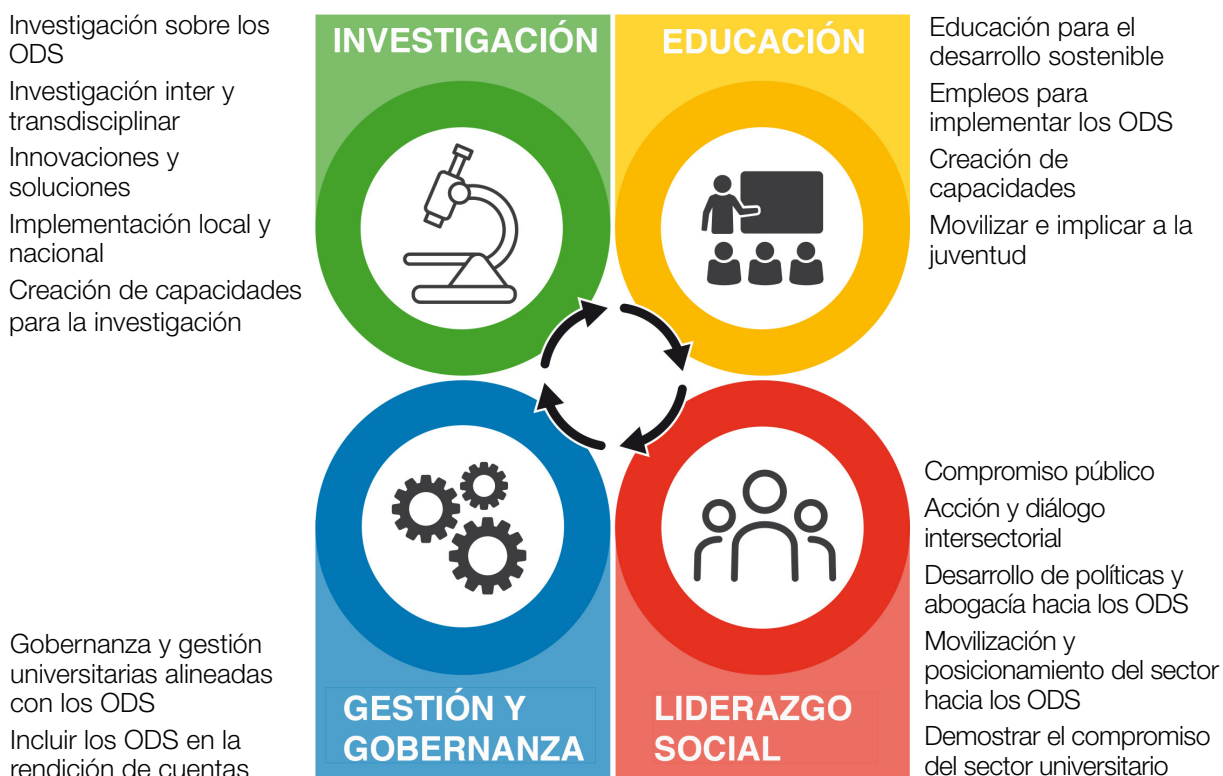 Investigación sobre los
ODS
Investigación inter y
transdisciplinar
Innovaciones y
soluciones
Implementación local y
nacional
Creación de capacidades
para la investigación
INVESTIGACIÓN
EDUCACIÓN
Educación para el
desarrollo sostenible
Empleos para
implementar los ODS
Creación de
capacidades
Movilizar e implicar a la
juventud
Gobernanza y gestión
universitarias alineadas
con los ODS
Incluir los ODS en la
rendición de cuentas
GESTIÓN Y
GOBERNANZA
LIDERAZGO
SOCIAL
Compromiso público
Acción y diálogo
intersectorial
Desarrollo de políticas y
abogacía hacia los ODS
Movilización y
posicionamiento del sector
hacia los ODS
Demostrar el compromiso
del sector universitario